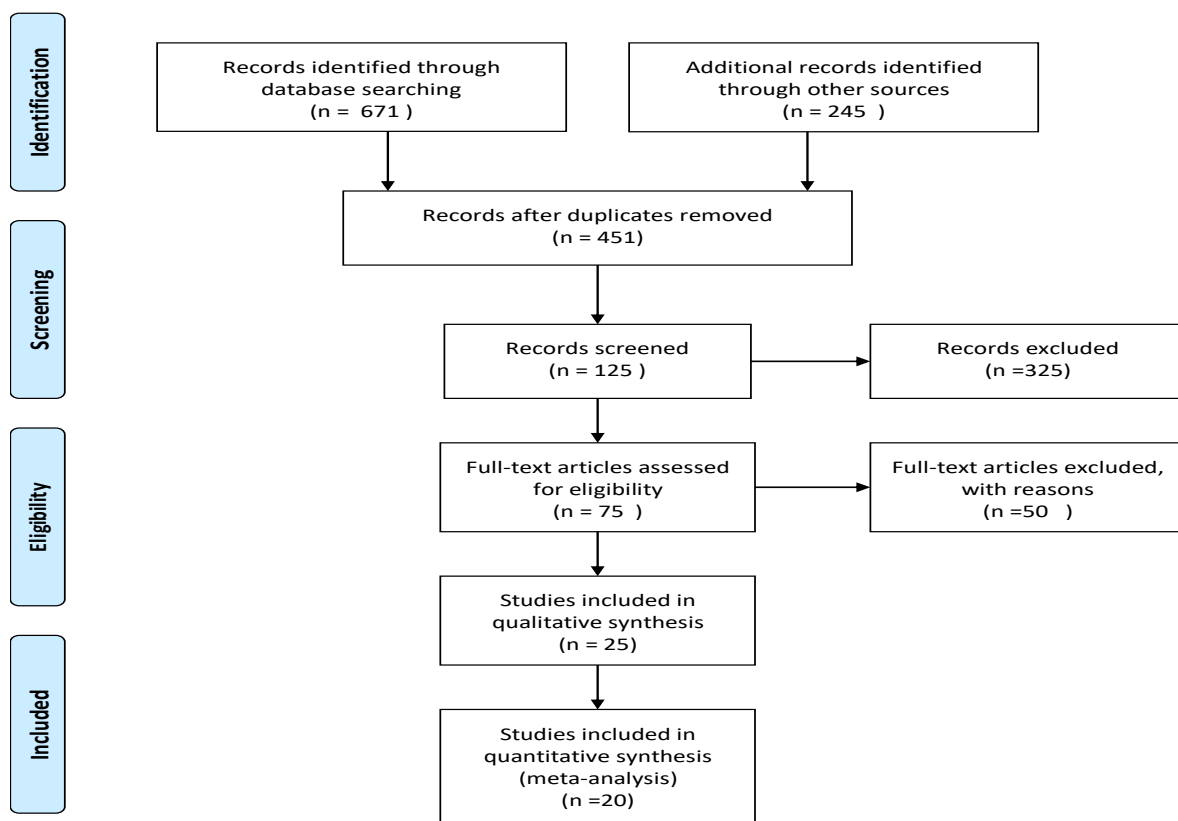 Identification
Records identified through
database searching
(n =  671 )
Additional records identified
through other sources
(n = 245  )
Records after duplicates removed
(n = 451)
Screening
Records screened
(n = 125 )
Records excluded
(n =325)
Eligibility
Full-text articles assessed
for eligibility
(n = 75  )
Full-text articles excluded,
with reasons
(n =50   )
Studies included in
qualitative synthesis
(n = 25)
Included
Studies included in
quantitative synthesis
(meta-analysis)
(n =20)